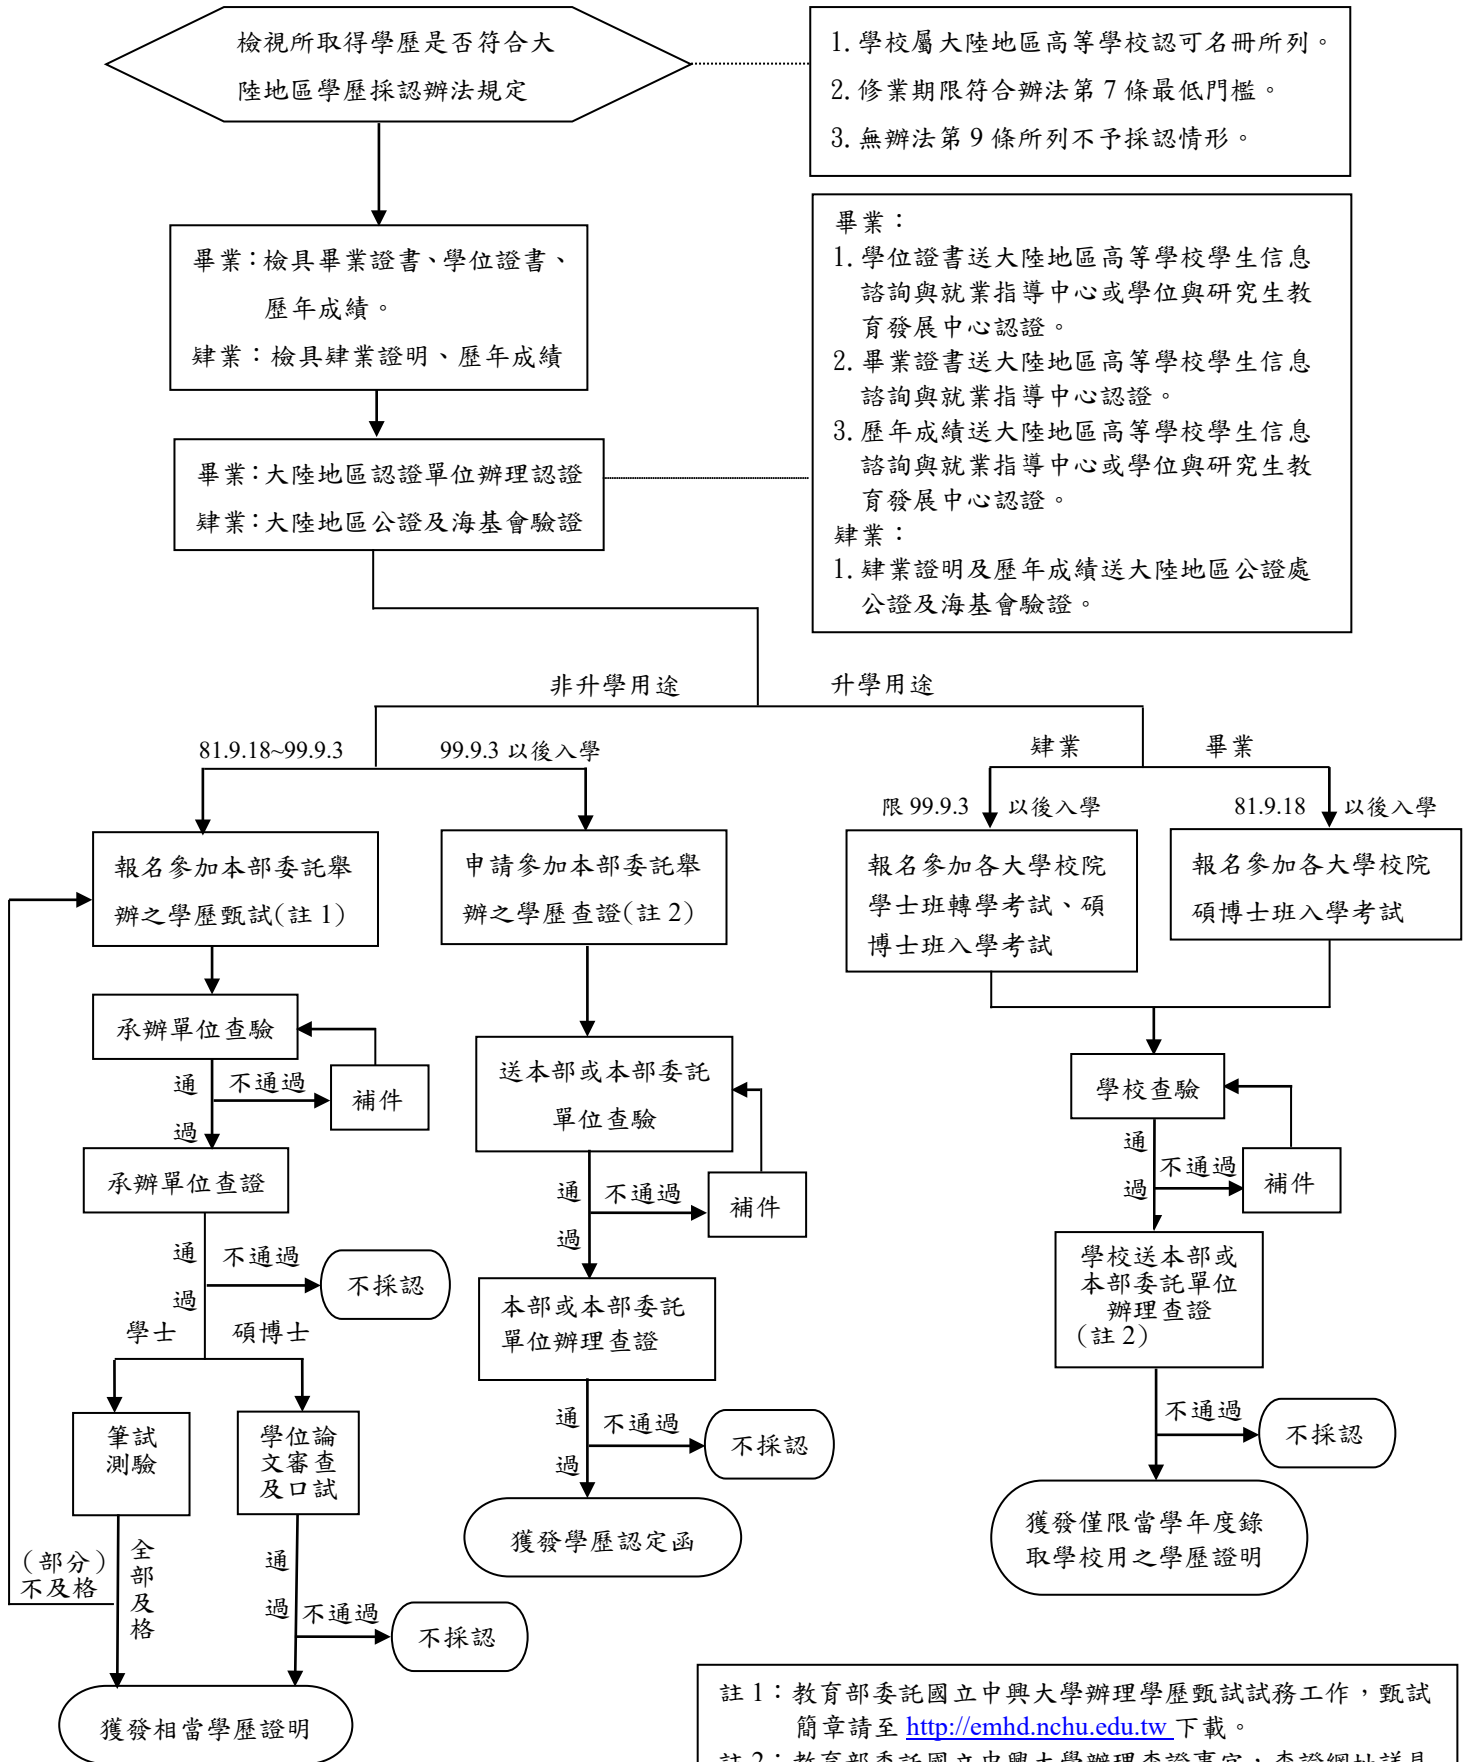 檢視所取得學歷是否符合大
陸地區學歷採認辦法規定
1. 學校屬大陸地區高等學校認可名冊所列。
2. 修業期限符合辦法第 7 條最低門檻。
3. 無辦法第 9 條所列不予採認情形。
畢業：檢具畢業證書、學位證書、
歷年成績。
肄業：檢具肄業證明、歷年成績
畢業：
1. 學位證書送大陸地區高等學校學生信息
諮詢與就業指導中心或學位與研究生教
育發展中心認證。
2. 畢業證書送大陸地區高等學校學生信息
諮詢與就業指導中心認證。
3. 歷年成績送大陸地區高等學校學生信息
諮詢與就業指導中心或學位與研究生教
育發展中心認證。
肄業：
1. 肄業證明及歷年成績送大陸地區公證處
公證及海基會驗證。
畢業：大陸地區認證單位辦理認證
肄業：大陸地區公證及海基會驗證
非升學用途
升學用途
81.9.18~99.9.3
99.9.3 以後入學
肄業
畢業
限 99.9.3 以後入學
81.9.18 以後入學
報名參加本部委託舉
辦之學歷甄試(註 1)
申請參加本部委託舉
辦之學歷查證(註 2)
報名參加各大學校院
學士班轉學考試、碩
博士班入學考試
報名參加各大學校院
碩博士班入學考試
承辦單位查驗
通
過
不通過
補件
承辦單位查證
通
過
不通過
不採認
學士
碩博士
筆試
測驗
學位論
文審查
及口試
（部分）
不及格
全
部
及
格
通
過
不通過
不採認
獲發相當學歷證明
送本部或本部委託
單位查驗
通
過
不通過
補件
本部或本部委託
單位辦理查證
通
過
不通過
不採認
獲發學歷認定函
學校查驗
通
過
不通過
補件
學校送本部或
本部委託單位
辦理查證
（註 2）
不通過
不採認
獲發僅限當學年度錄
取學校用之學歷證明
註 1：教育部委託國立中興大學辦理學歷甄試試務工作，甄試
簡章請至 http://emhd.nchu.edu.tw 下載。
註 2：教育部委託國立中興大學辦理查證事宜，查證網址詳見